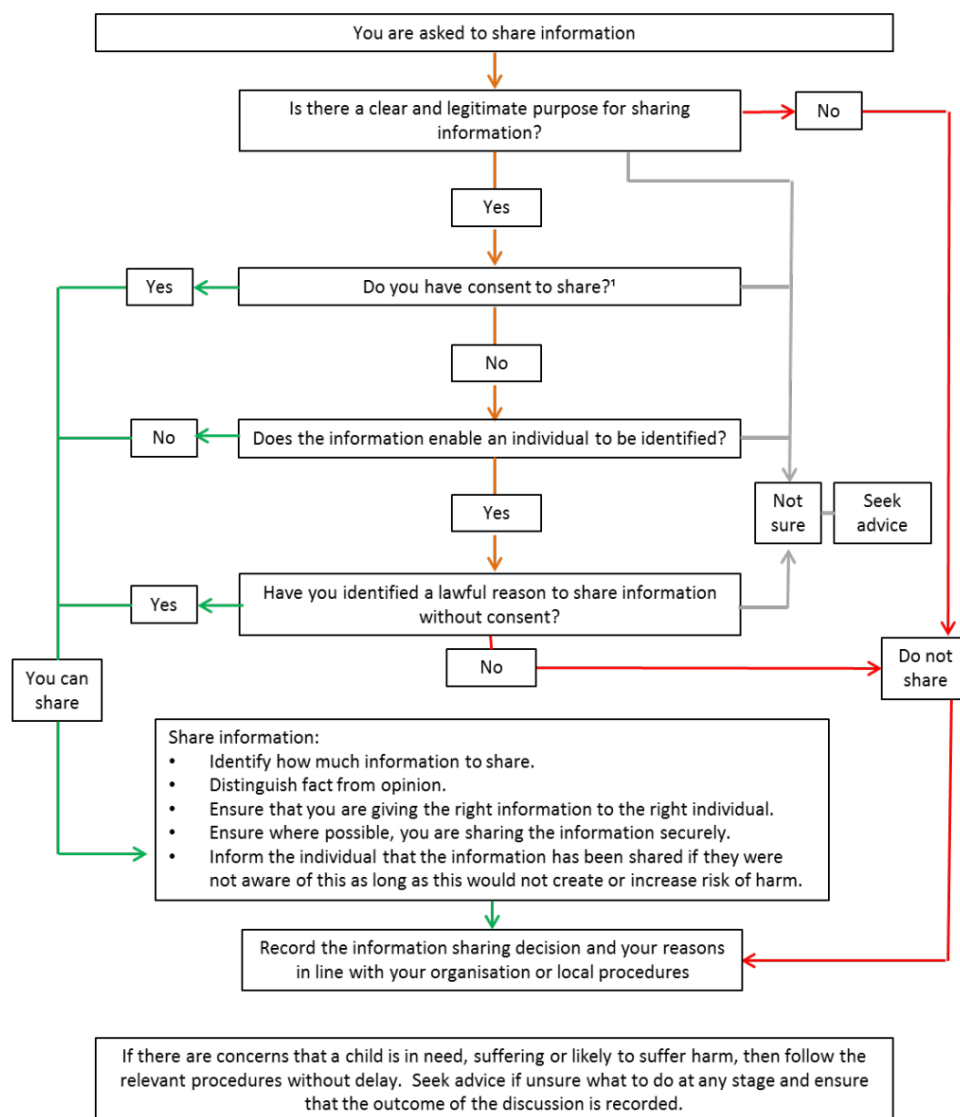 You are asked to share information
Is there a clear and legitimate purpose for sharing
information?
No
Yes
Yes
Do you have consent to share?¹
No
No
Does the information enable an individual to be identified?
Yes
Not
sure
Seek
advice
Yes
Have you identified a lawful reason to share information
without consent?
No
Do not
share
You can
share
Share information:
• Identify how much information to share.
• Distinguish fact from opinion.
• Ensure that you are giving the right information to the right individual.
• Ensure where possible, you are sharing the information securely.
• Inform the individual that the information has been shared if they were
not aware of this as long as this would not create or increase risk of harm.
Record the information sharing decision and your reasons
in line with your organisation or local procedures
If there are concerns that a child is in need, suffering or likely to suffer harm, then follow the
relevant procedures without delay.  Seek advice if unsure what to do at any stage and ensure
that the outcome of the discussion is recorded.